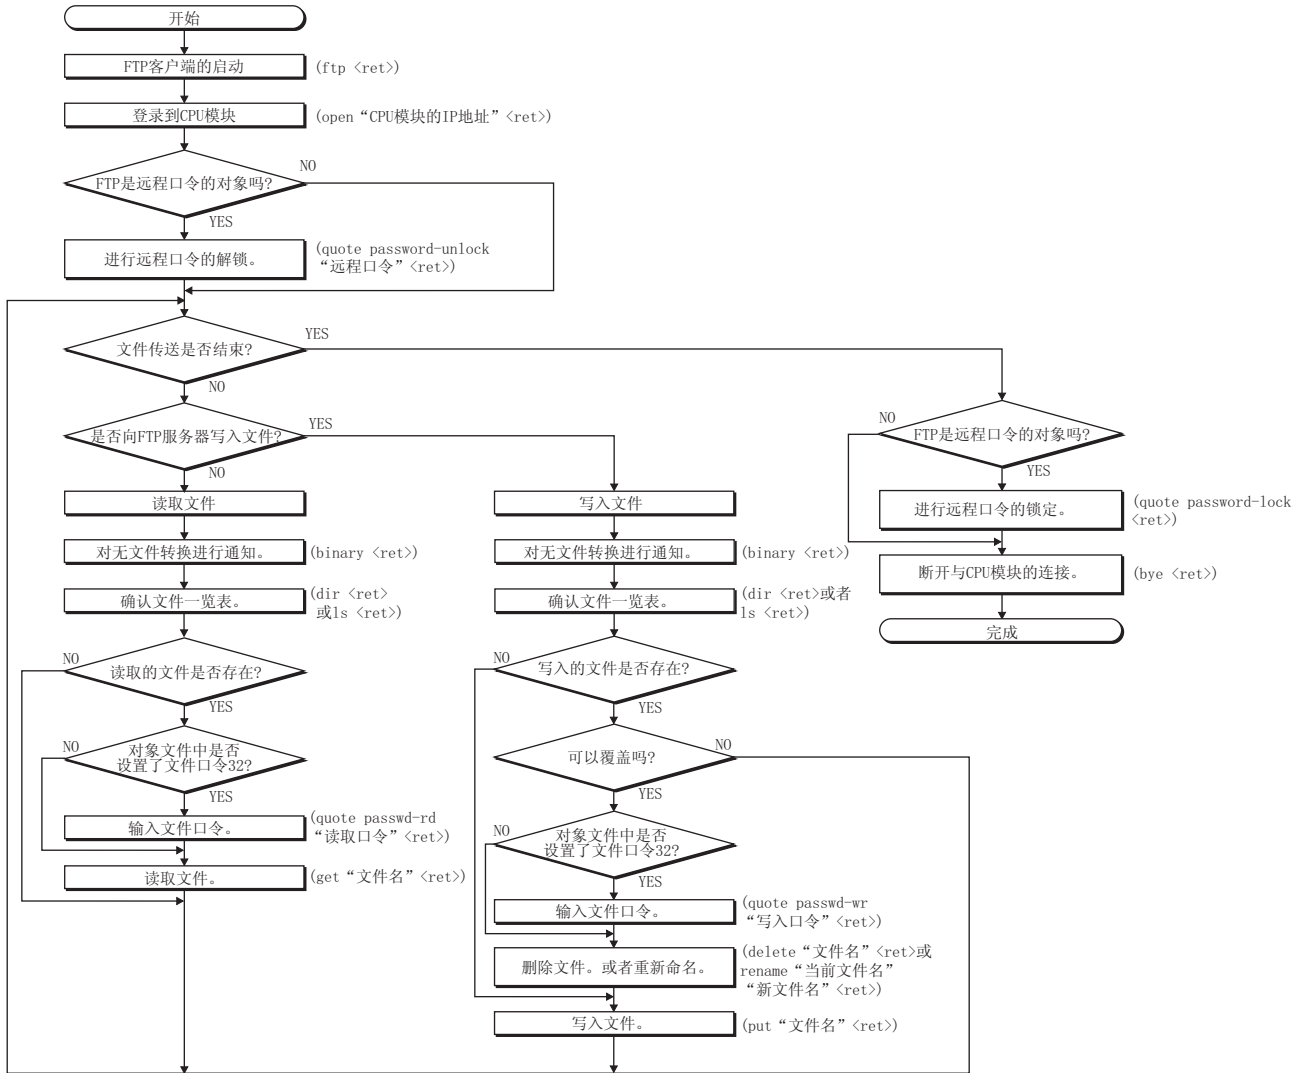 开始
FTP客户端的启动
(ftp <ret>)
登录到CPU模块
(open“CPU模块的IP地址”<ret>)
FTP是远程口令的对象吗?
NO
YES
进行远程口令的解锁。
(quote password-unlock
“远程口令”<ret>)
文件传送是否结束?
YES
NO
是否向FTP服务器写入文件?
YES
NO
读取文件
对无文件转换进行通知。
(binary <ret>)
确认文件一览表。
(dir <ret>
或ls <ret>)
读取的文件是否存在?
NO
YES
对象文件中是否
设置了文件口令32?
NO
YES
输入文件口令。
(quote passwd-rd
“读取口令”<ret>)
读取文件。
(get“文件名”<ret>)
写入文件
对无文件转换进行通知。
(binary <ret>)
确认文件一览表。
(dir <ret>或者
ls <ret>)
写入的文件是否存在?
NO
YES
可以覆盖吗?
NO
YES
对象文件中是否
设置了文件口令32?
NO
YES
输入文件口令。
(quote passwd-wr
“写入口令”<ret>)
删除文件。或者重新命名。
(delete“文件名”<ret>或
rename“当前文件名”
“新文件名”<ret>)
写入文件。
(put“文件名”<ret>)
NO
FTP是远程口令的对象吗?
YES
进行远程口令的锁定。
(quote password-lock
<ret>)
断开与CPU模块的连接。
(bye <ret>)
完成